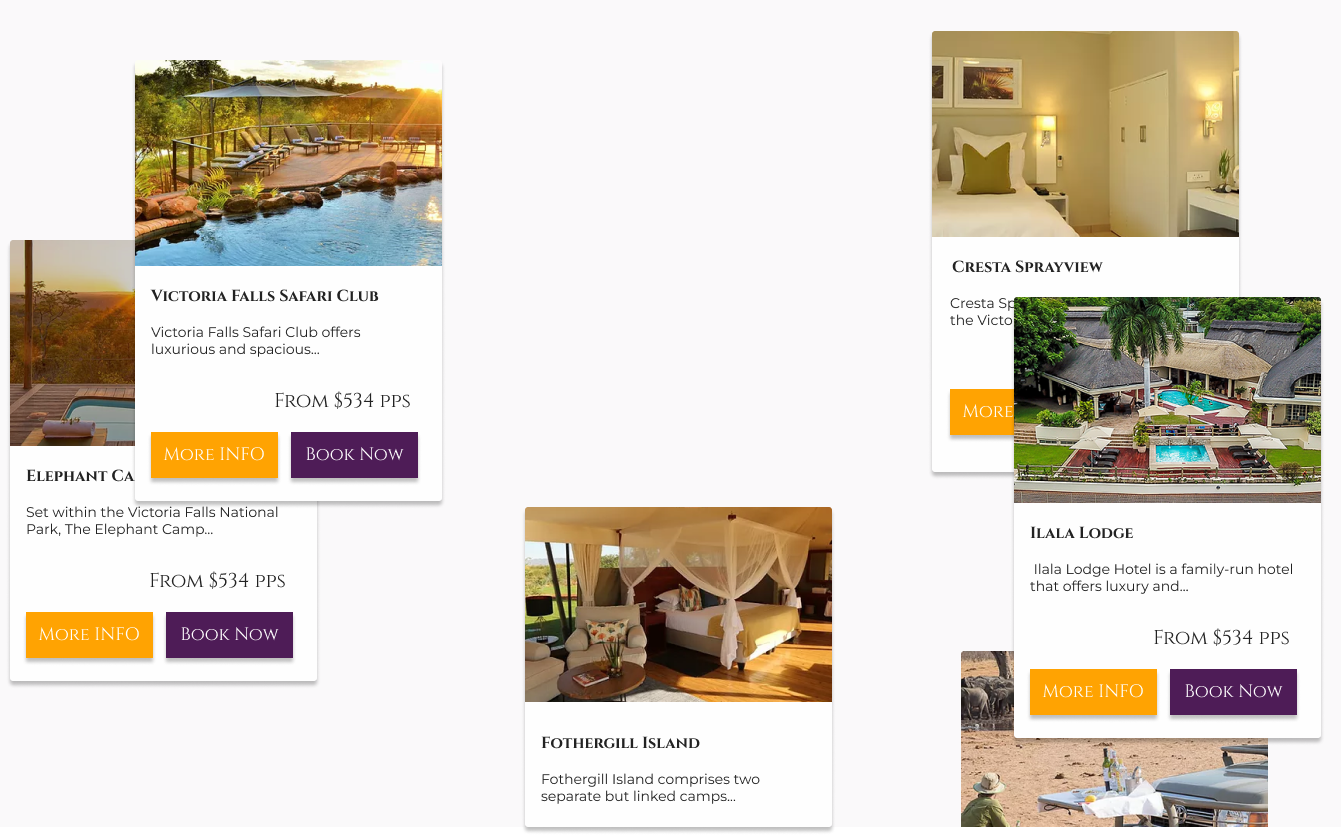 Victoria Falls Safari Club
Victoria Falls Safari Club offers
luxurious and spacious...
From $534 pps
More INFO
Book Now
Elephant Ca
Set within the Victoria Falls National
Park, The Elephant Camp...
From $534 pps
More INFO
Book Now
Fothergill Island
Fothergill Island comprises two
separate but linked camps...
Cresta Sprayview
Cresta Sp
the Victo
More
Ilala Lodge
Ilala Lodge Hotel is a family-run hotel
that offers luxury and...
From $534 pps
More INFO
Book Now